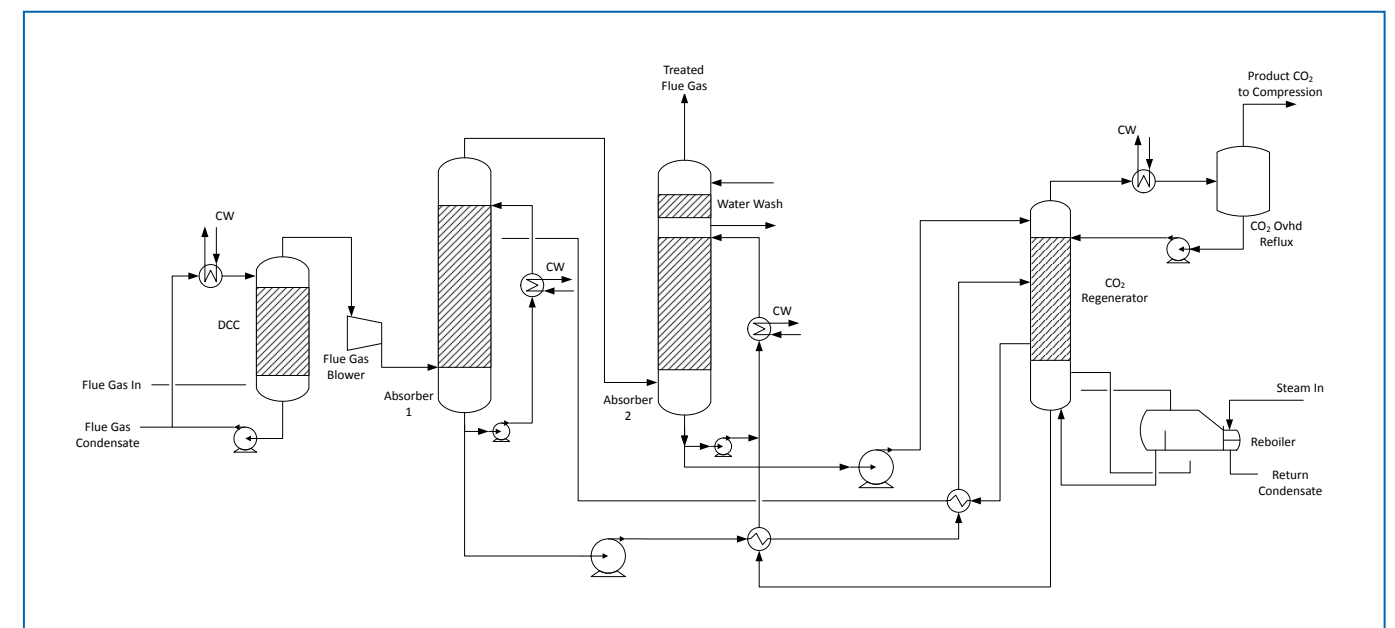 Treated
Flue Gas
Product CO₂
to Compression
CW
CW
Water Wash
CO₂ Ovhd
Reflux
CW
CO₂
Regenerator
DCC
CW
Flue Gas
Blower
Flue Gas In
Absorber
1
Absorber
2
Steam In
Flue Gas
Condensate
Reboiler
Return
Condensate